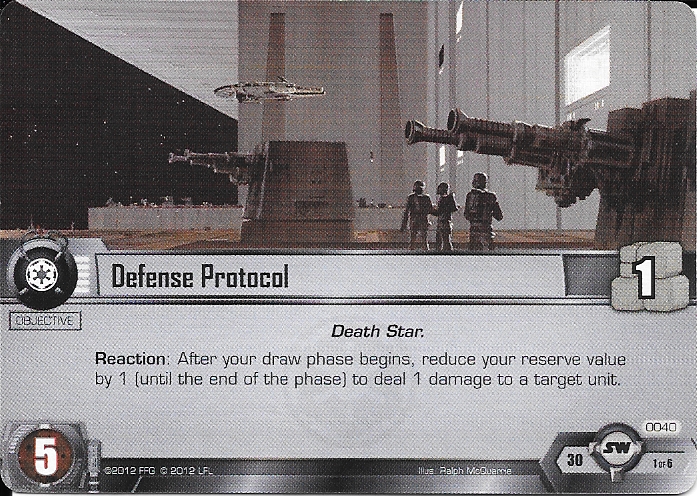 Defense Protocol
1
OBJECTIVE
Death Star.
Reaction: After your draw phase begins, reduce your reserve value
by 1 (until the end of the phase) to deal 1 damage to a target unit.
5
©2012 FFG © 2012 LFL
Illus. Ralph McQuarrie
0040
30
SW
1 OF 6